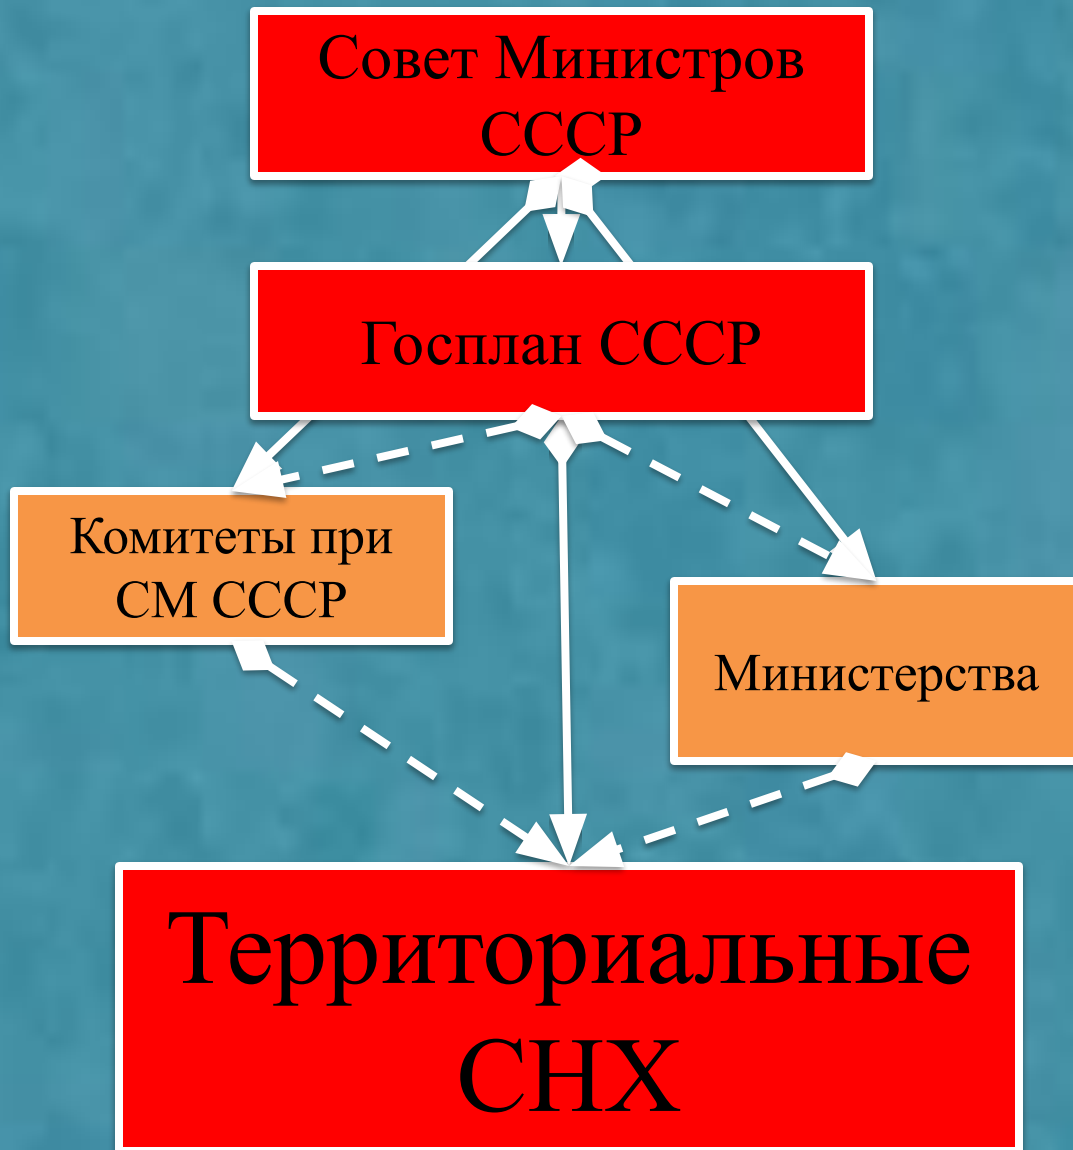 Совет Министров
СССР
Госплан СССР
Комитеты при
СМ СССР
Министерства
Территориальные
СНХ